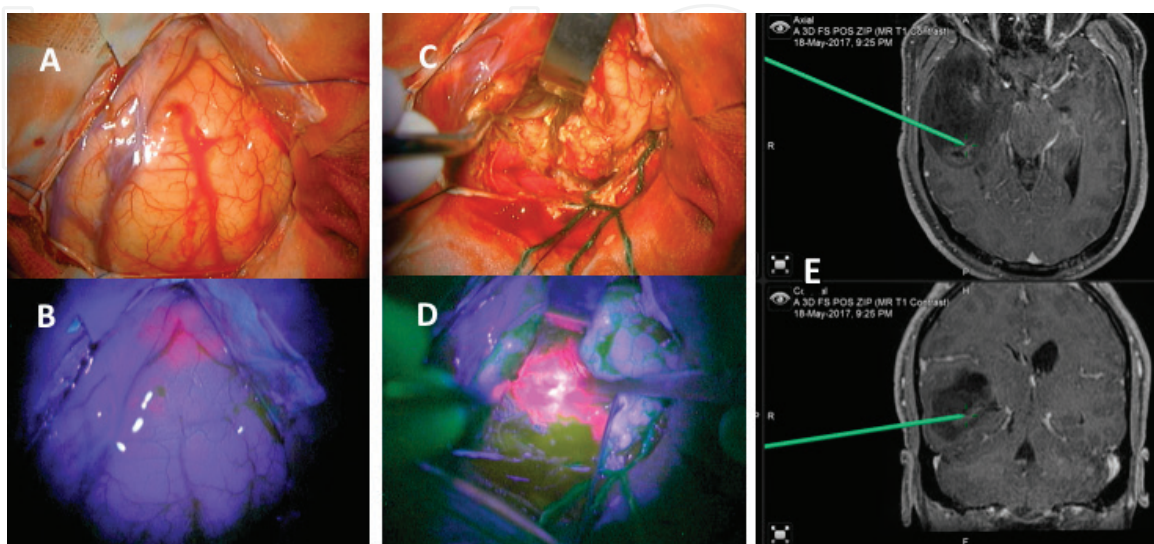 A
B
C
D
E
Axial
A 3D FS POS ZIP (MR T1 Contrast)
18-May-2017, 9:25 PM
A
R
P
H
A 3D FS POS ZIP (MR T1 Contrast)
18-May-2017, 9:25 PM
P
R
F